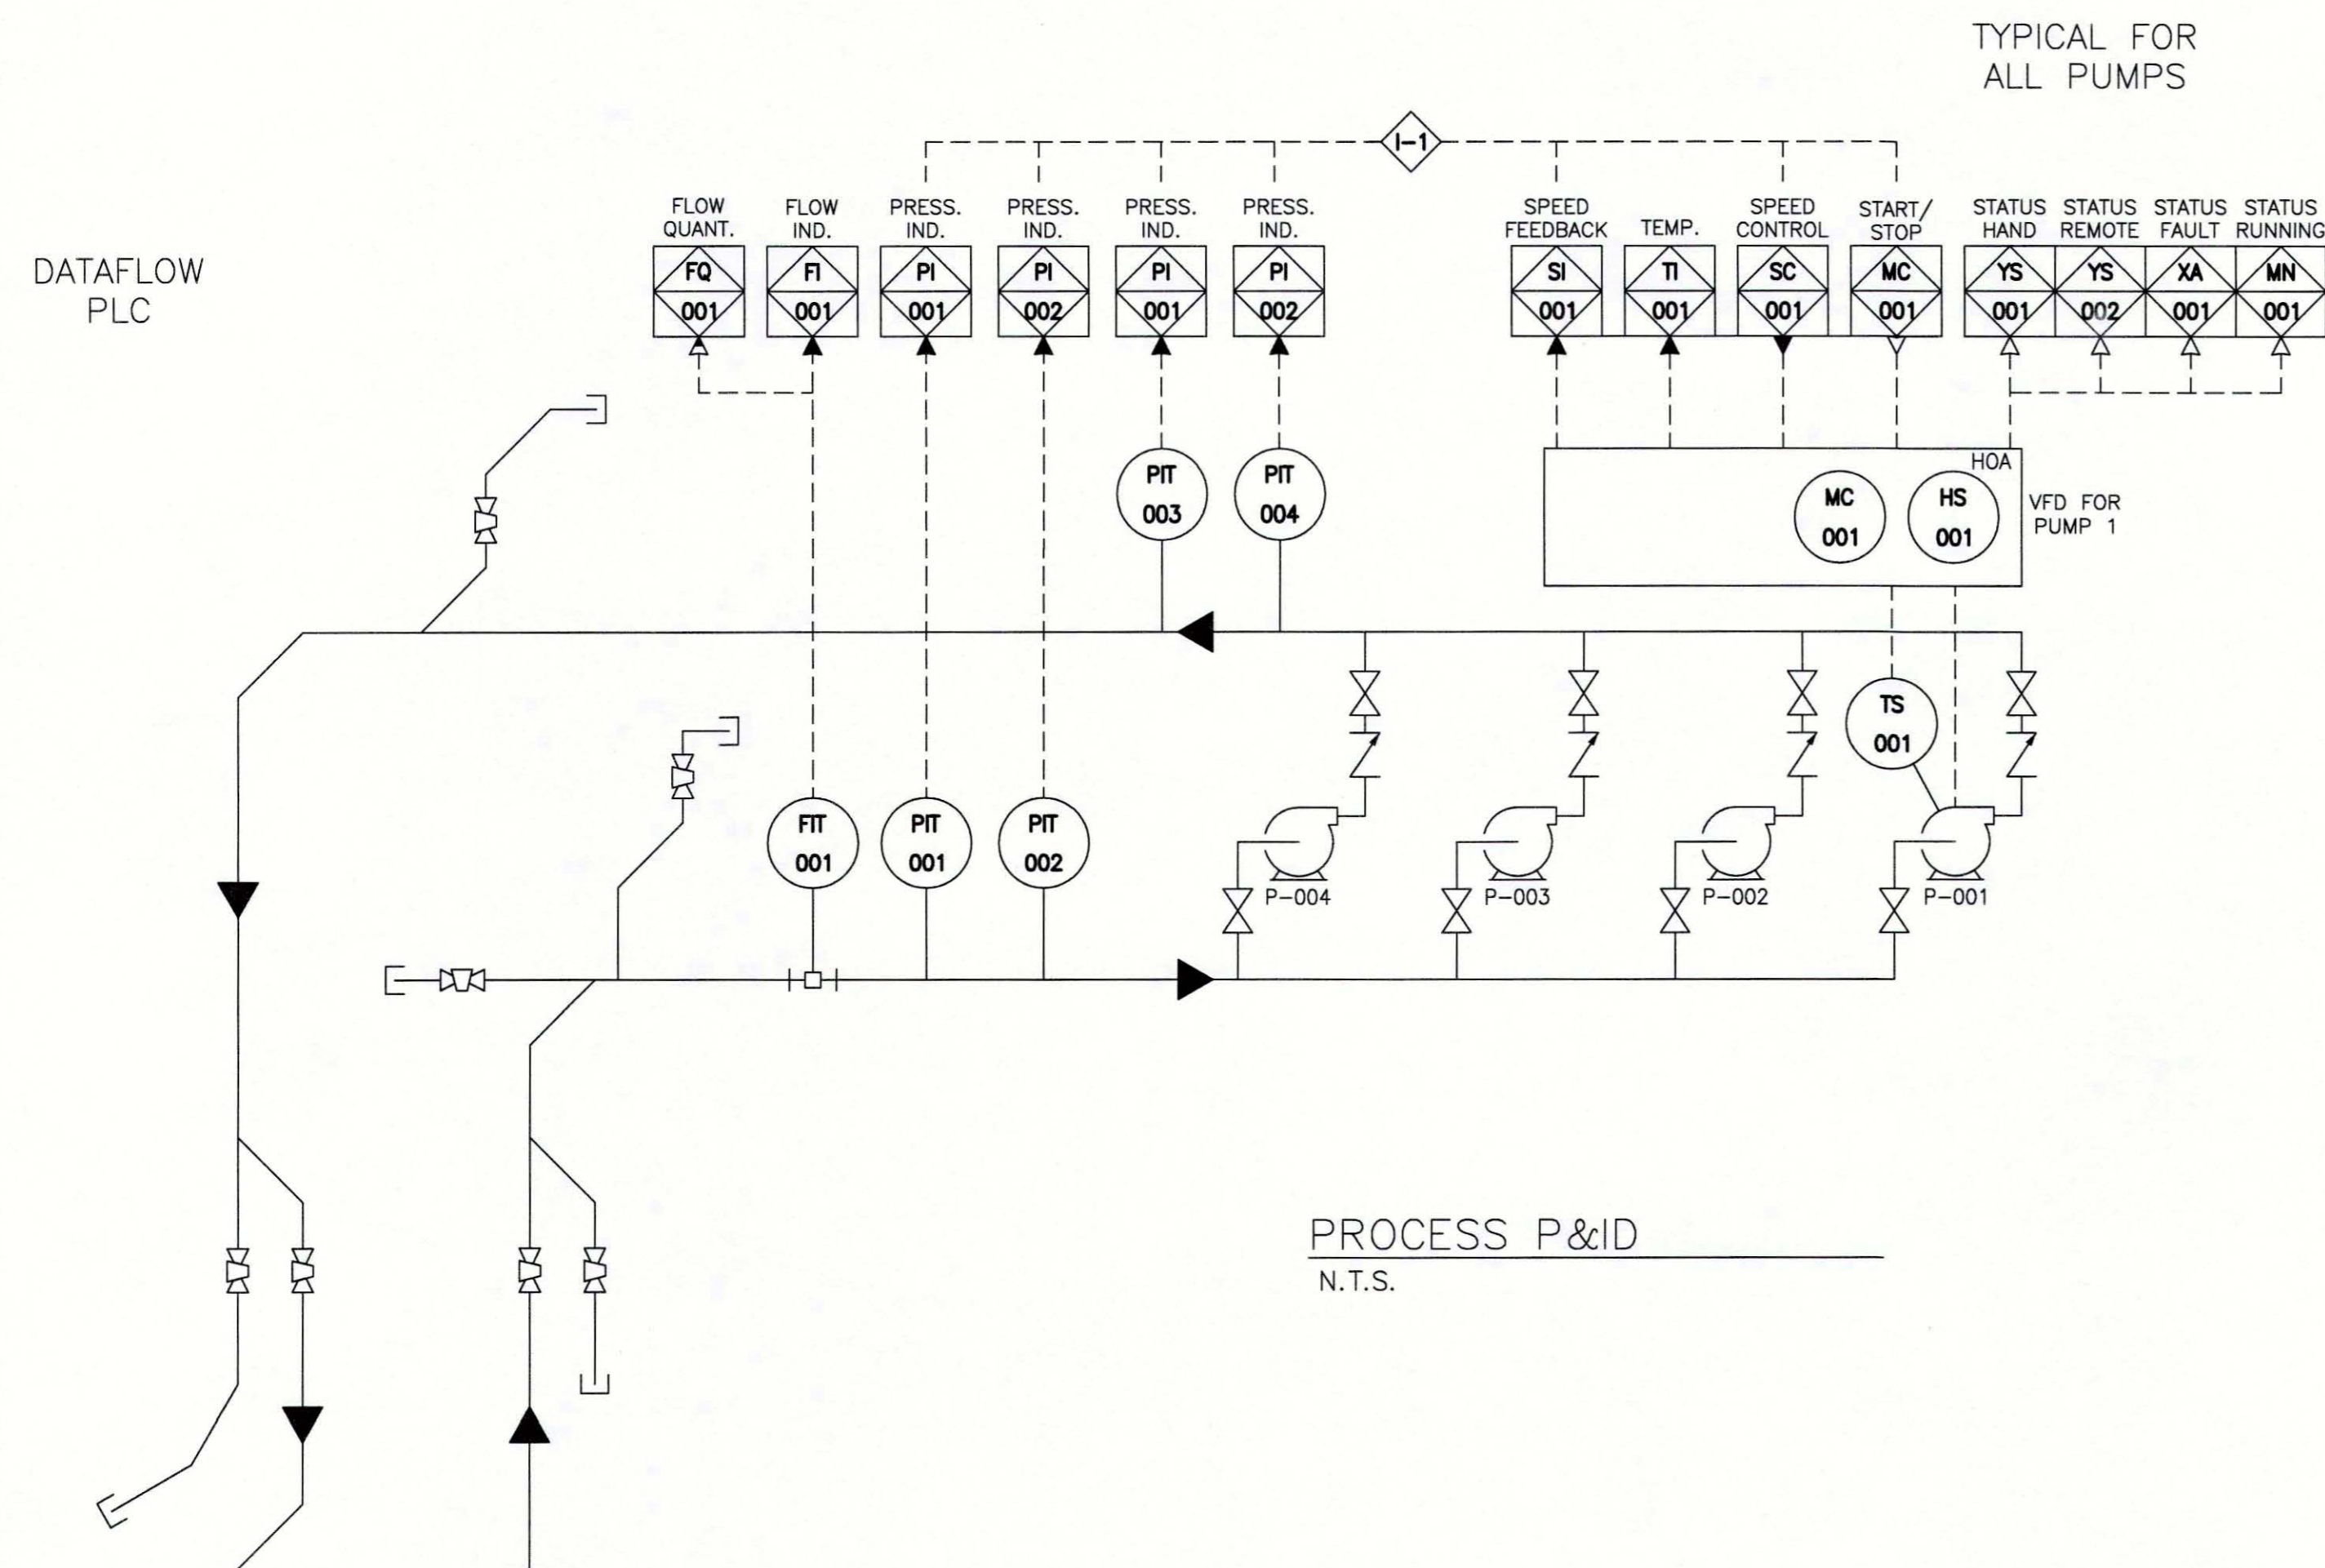 TYPICAL FOR
ALL PUMPS
I-1
DATAFLOW
PLC
FLOW
QUANT.
FQ
001
FLOW
IND.
FI
001
PRESS.
IND.
PI
001
PRESS.
IND.
PI
002
PRESS.
IND.
PI
001
PRESS.
IND.
PI
002
SPEED
FEEDBACK
SI
001
TEMP.
TI
001
SPEED
CONTROL
SC
001
START/
STOP
MC
001
STATUS
HAND
YS
001
STATUS
REMOTE
YS
002
STATUS
FAULT
XA
001
STATUS
RUNNING
MN
001
PIT
003
PIT
004
HOA
MC
001
HS
001
VFD FOR
PUMP 1
TS
001
FIT
001
PIT
001
PIT
002
P-004
P-003
P-002
P-001
PROCESS P&ID
N.T.S.